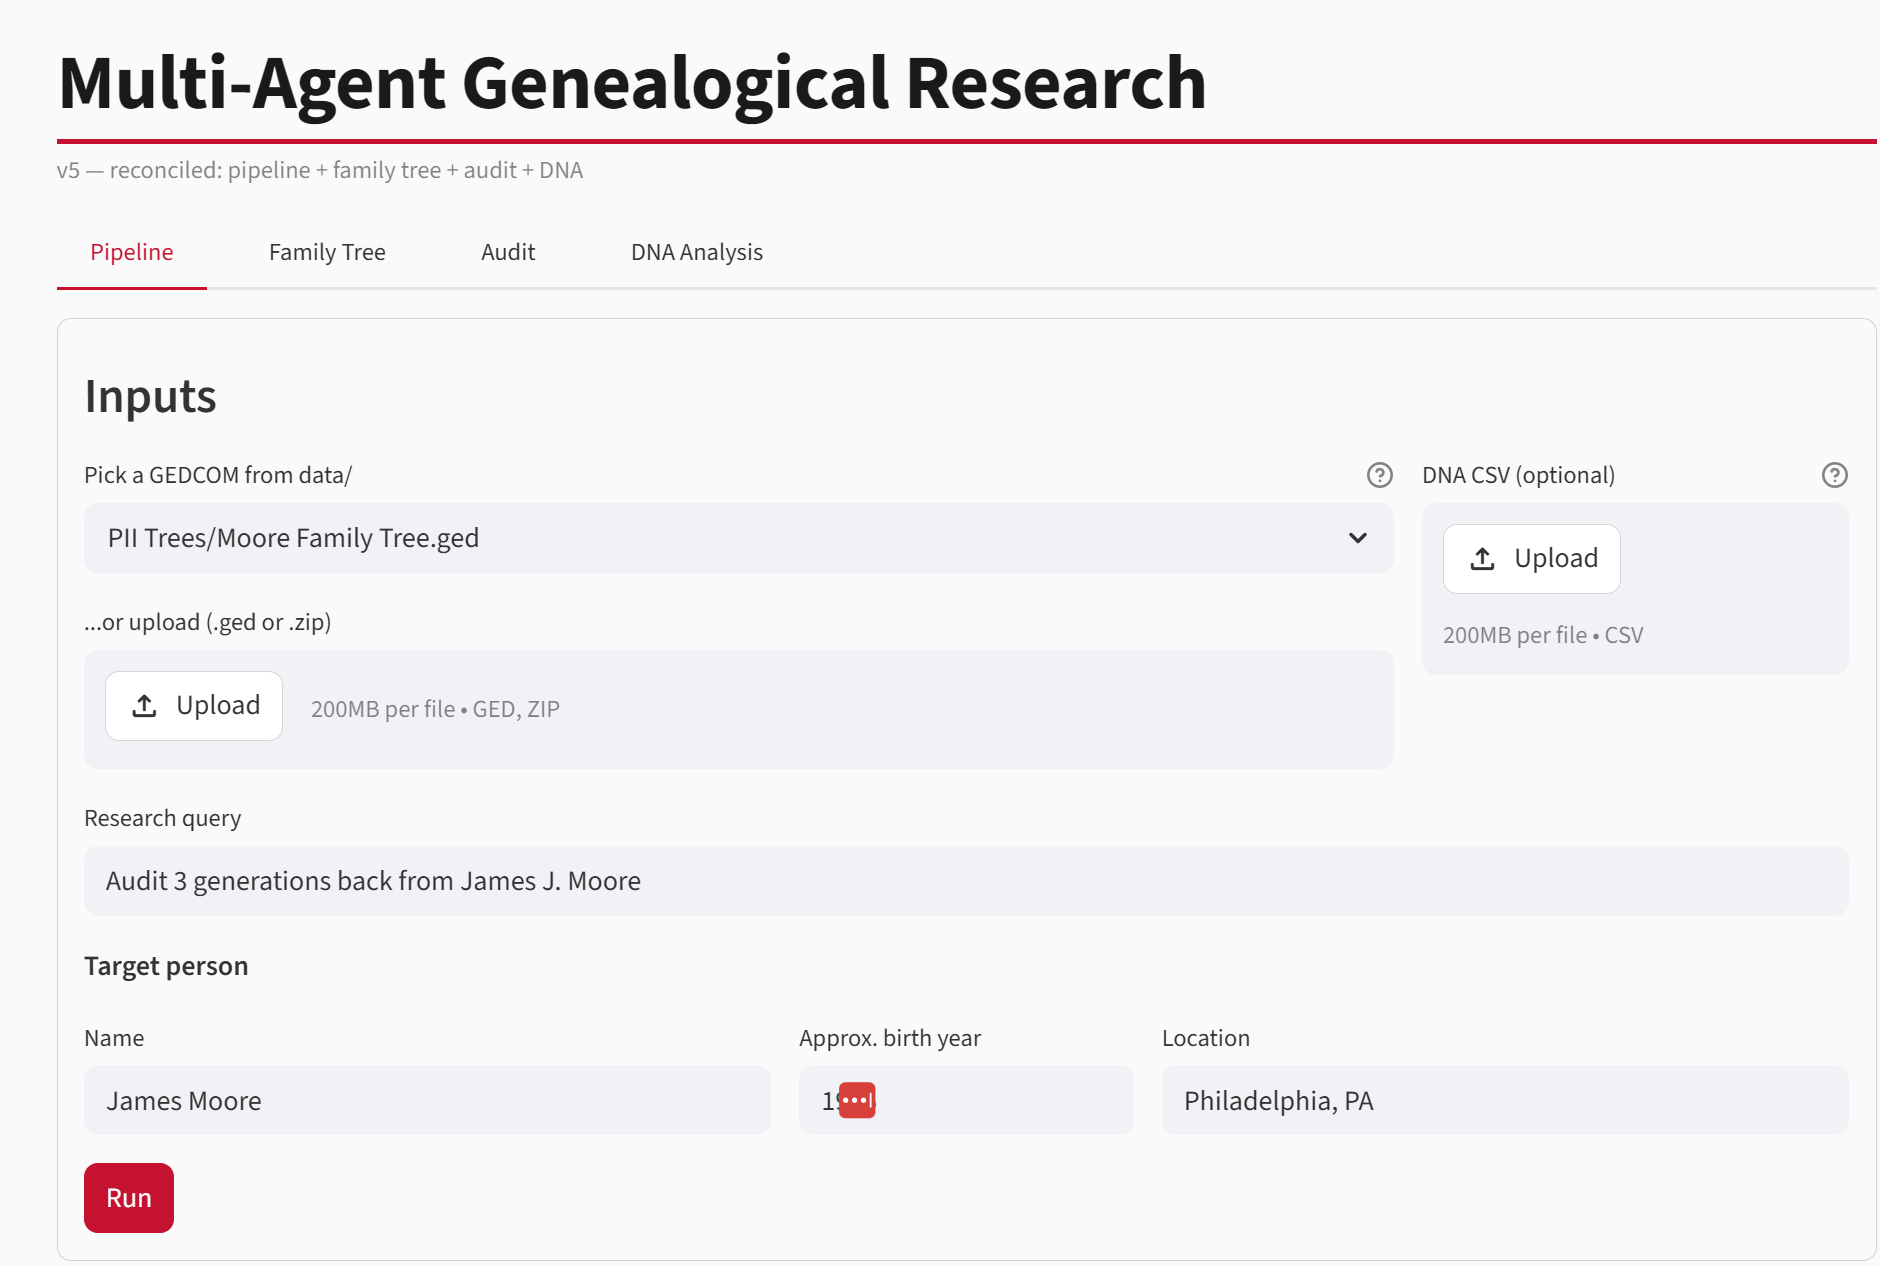 Multi-Agent Genealogical Research
v5 — reconciled: pipeline + family tree + audit + DNA
Pipeline Family Tree Audit DNA Analysis
Inputs
Pick a GEDCOM from data/
PII Trees/Moore Family Tree.ged
DNA CSV (optional)
Upload
200MB per file • CSV
...or upload (.ged or .zip)
Upload 200MB per file • GED, ZIP
Research query
Audit 3 generations back from James J. Moore
Target person
Name
James Moore
Approx. birth year
Location
Philadelphia, PA
Run